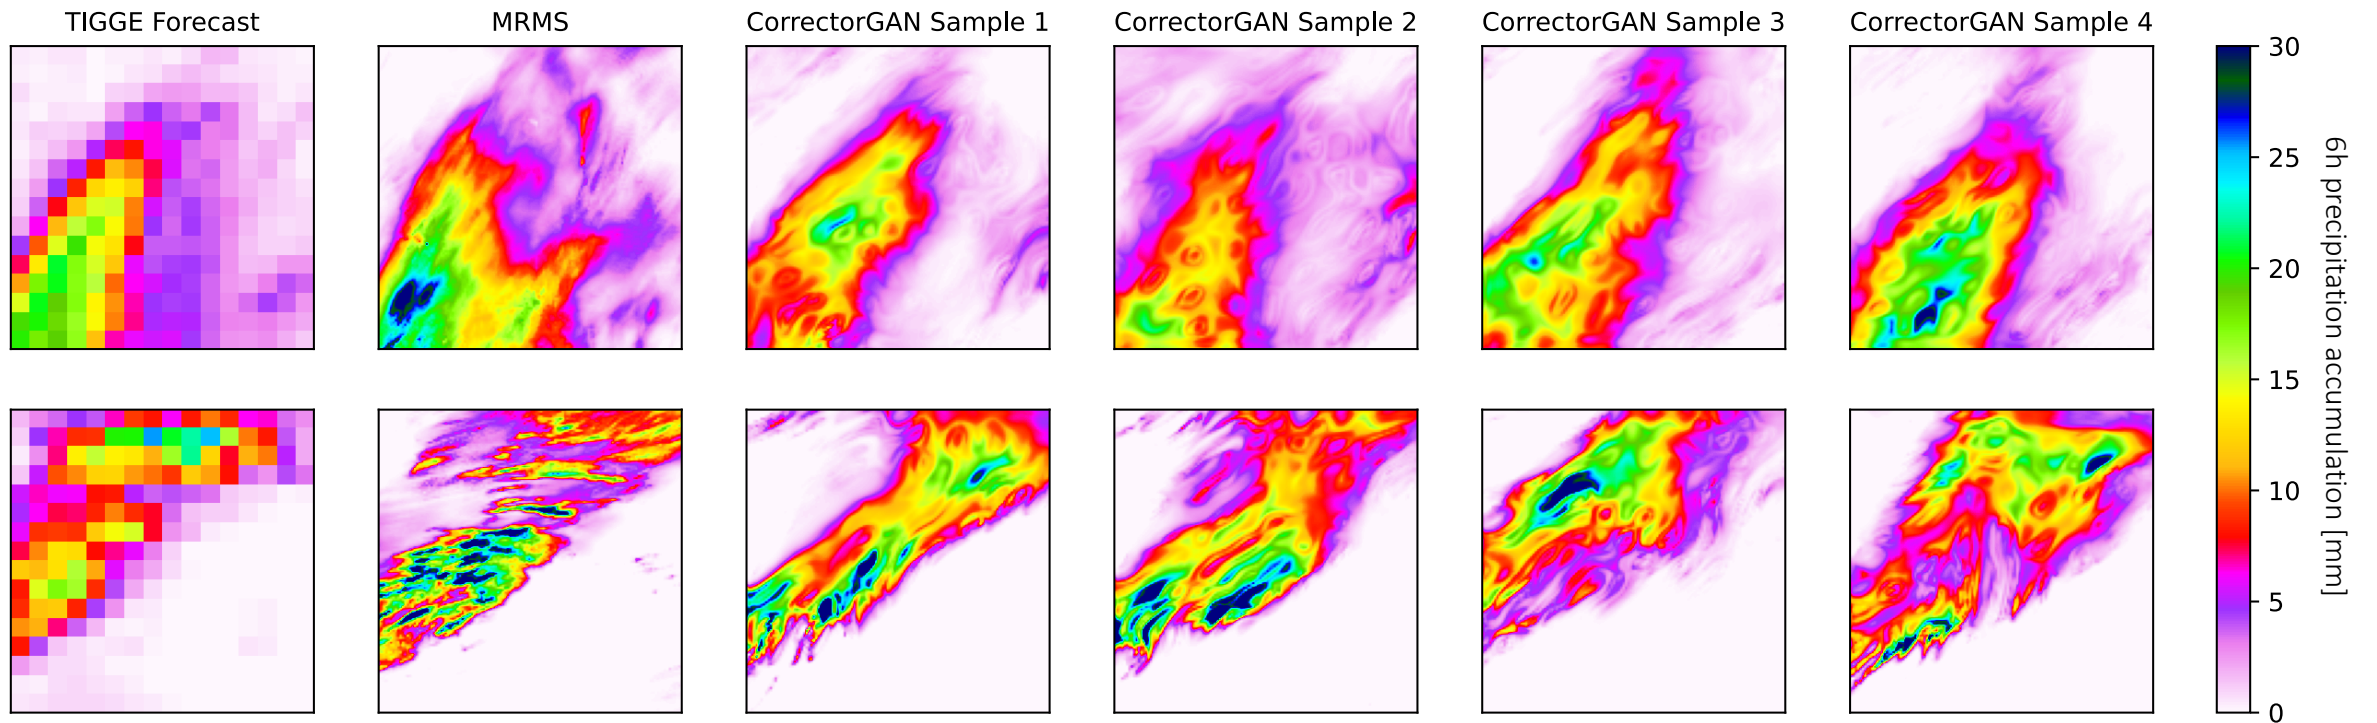 TIGGE Forecast
MRMS
CorrectorGAN Sample 1
CorrectorGAN Sample 2
CorrectorGAN Sample 3
CorrectorGAN Sample 4
30
25
20
15
10
5
0
6h precipitation accumulation [mm]